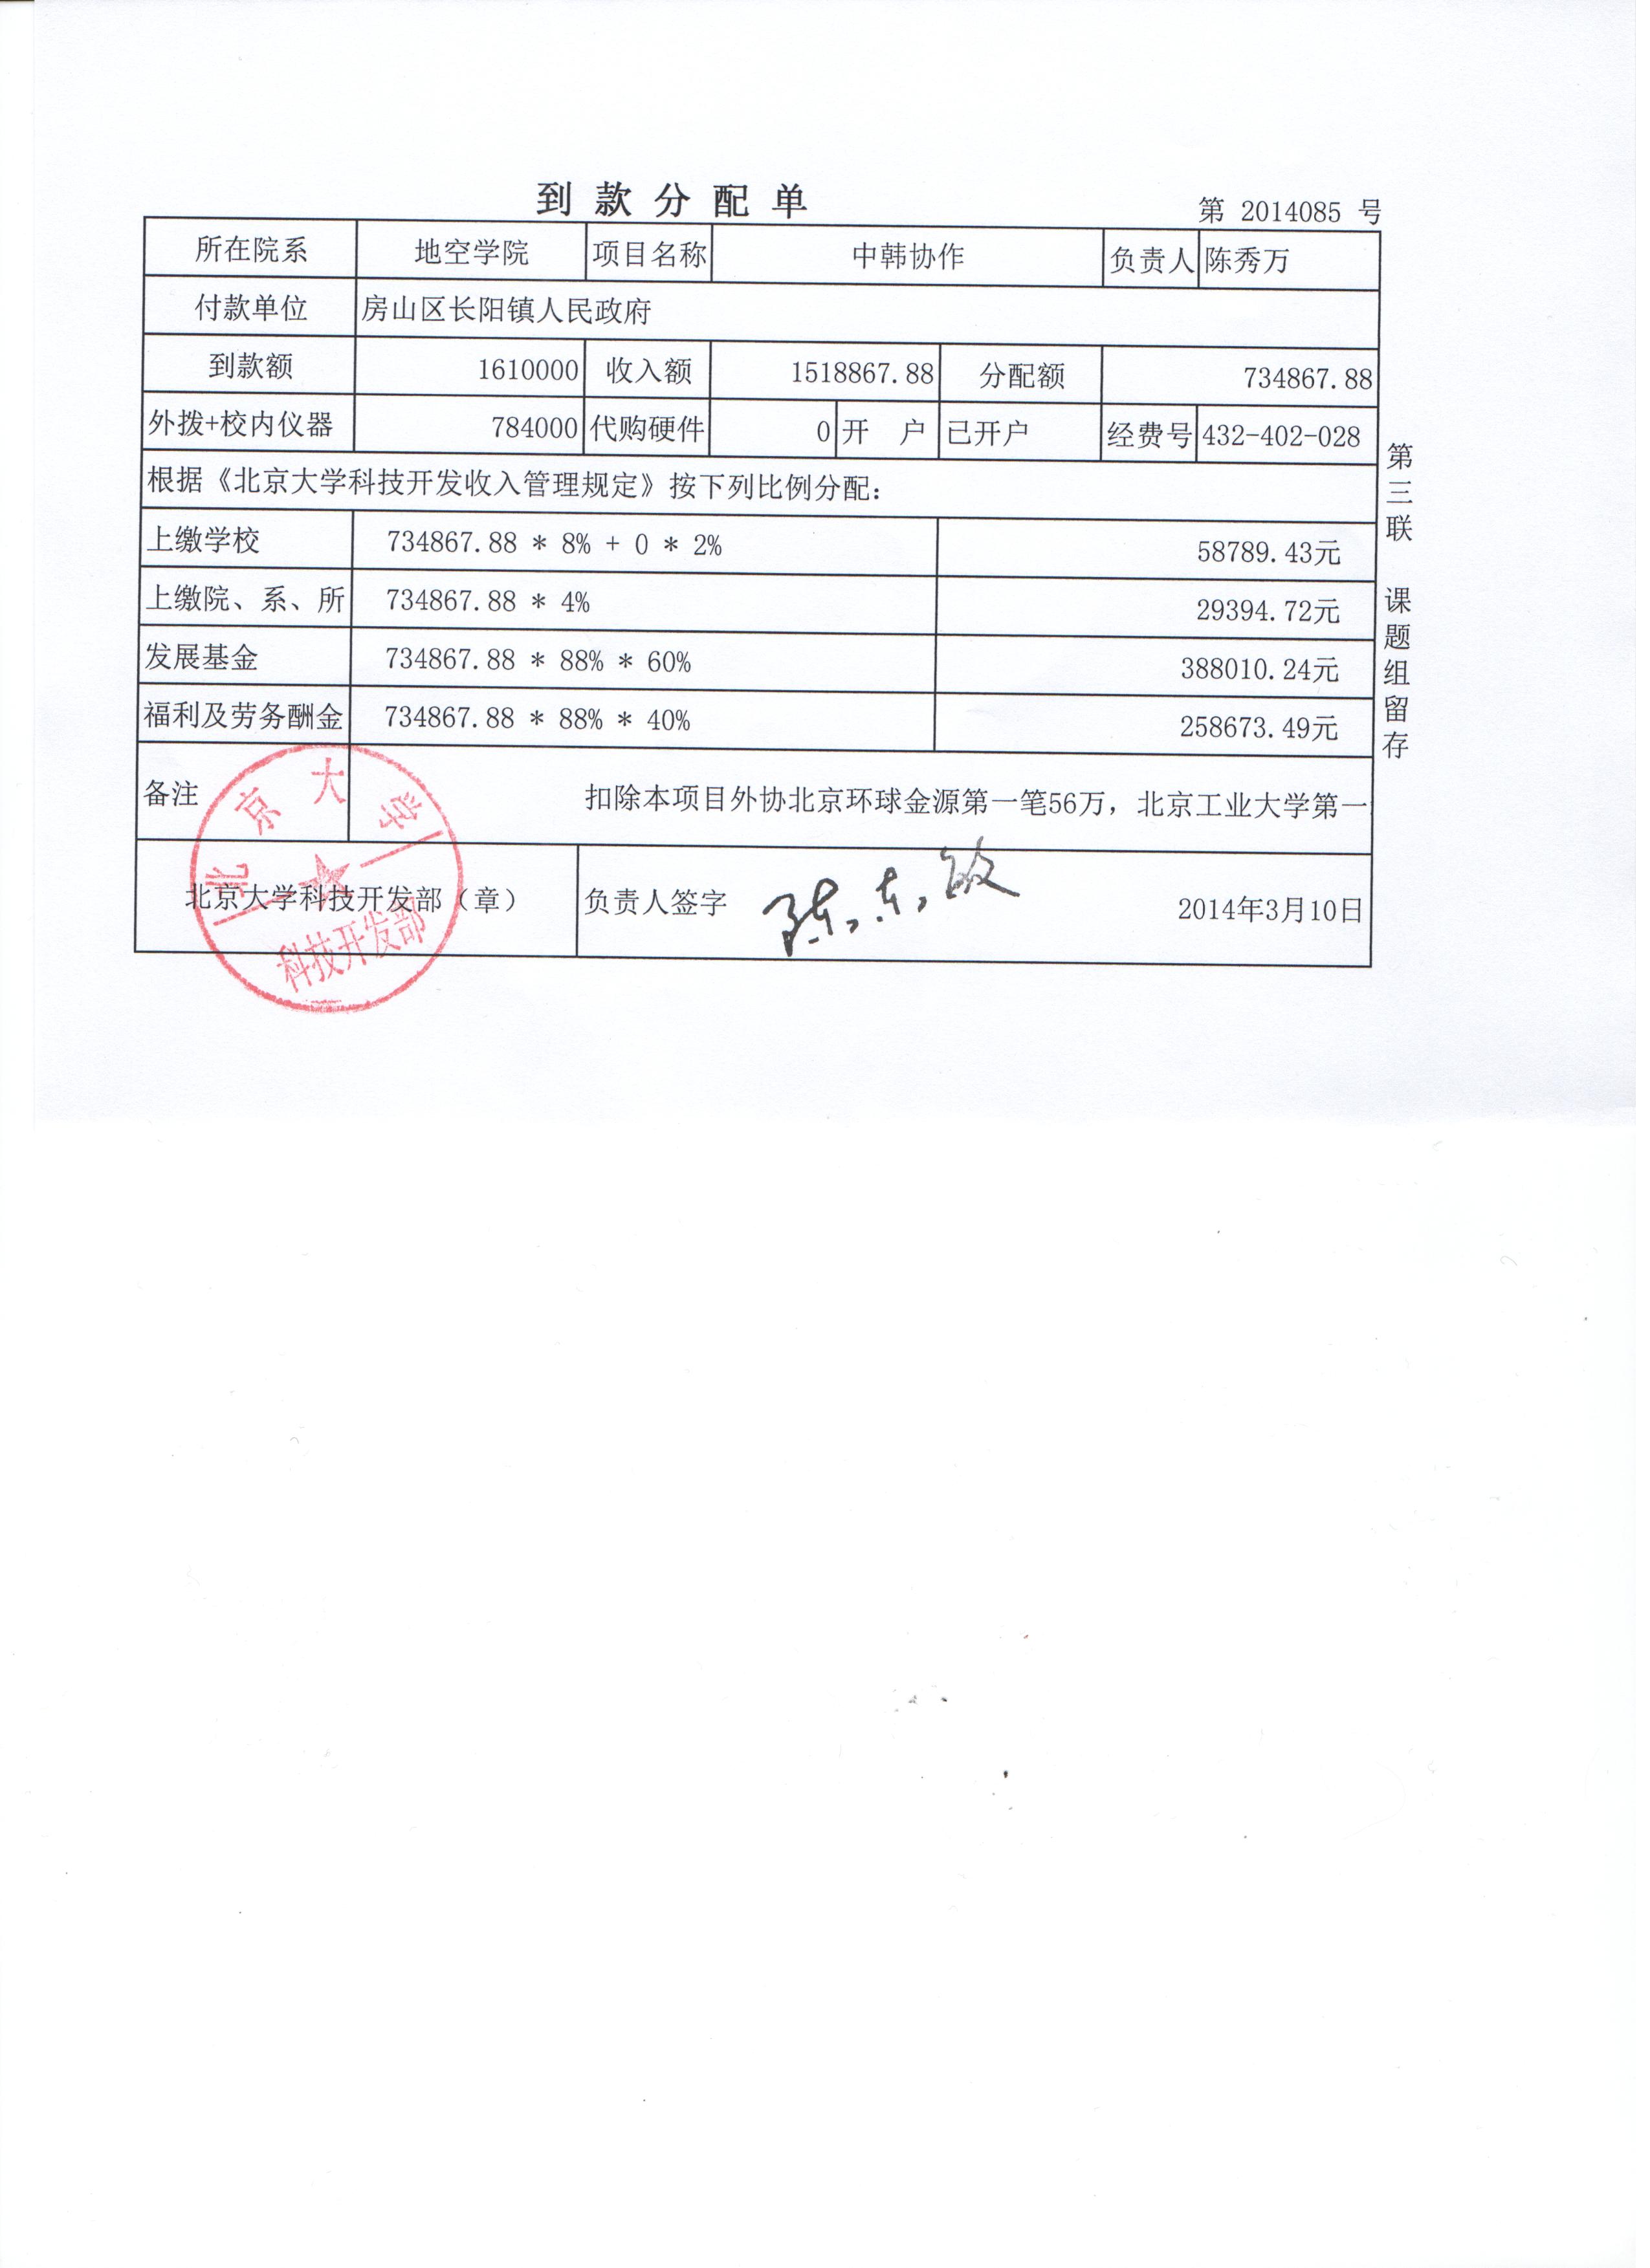 到款分配单
第 2014085 号
所在院系 地空学院 项目名称 中韩协作 负责人 陈秀万
付款单位 房山区长阳镇人民政府
到款额 1610000 收入额 1518867.88 分配额 734867.88
外拨+校内仪器 784000 代购硬件 0 开 户 已开户 经费号 432-402-028
根据《北京大学科技开发收入管理规定》按下列比例分配：
上缴学校 734867.88 * 8% + 0 * 2% 58789.43元
上缴院、系、所 734867.88 * 4% 29394.72元
发展基金 734867.88 * 88% * 60% 388010.24元
福利及劳务酬金 734867.88 * 88% * 40% 258673.49元
备注 扣除本项目外协北京环球金源第一笔56万，北京工业大学第一
北京大学科技开发部（章） 负责人签字 2014年3月10日
第三联 课题组留存
北京大学
科技开发部